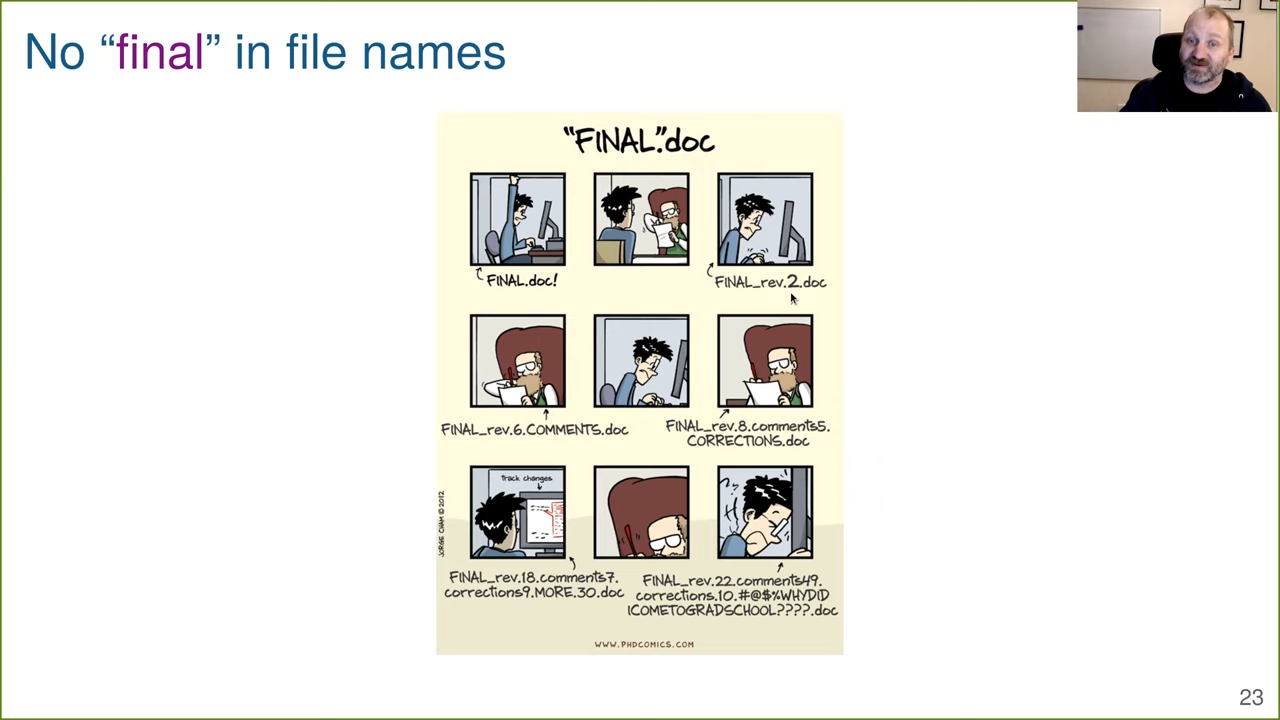 No “final” in file names
“FINAL”.doc
FINAL.doc!
FINAL_rev.2.doc
FINAL_rev.6.COMMENTS.doc
FINAL_rev.8.comments5.
CORRECTIONS.doc
Track changes
FINAL_rev.18.comments7.
corrections9.MORE.30.doc
FINAL_rev.22.comments49.
corrections.10.#@$%WHYDID
ICOMETOGRADSCHOOL????.doc
JORGE CHAM © 2012
WWW.PHDCOMICS.COM
23